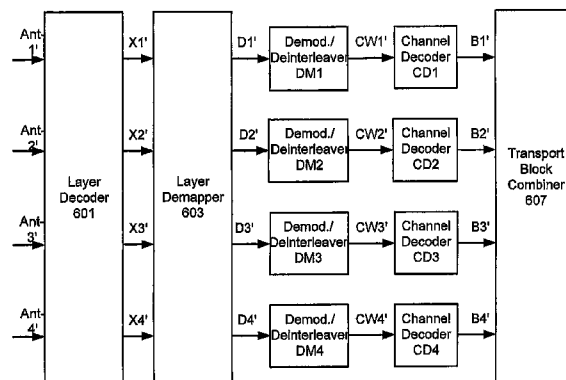 Ant-
1'
X1'
D1'
Demod./
Deinterleaver
DM1
CW1'
Channel
Decoder
CD1
B1'
Ant-
2'
X2'
D2'
Demod./
Deinterleaver
DM2
CW2'
Channel
Decoder
CD2
B2'
Layer
Decoder
601
Layer
Demapper
603
Transport
Block
Combiner
607
Ant-
3'
X3'
D3'
Demod./
Deinterleaver
DM3
CW3'
Channel
Decoder
CD3
B3'
Ant-
4'
X4'
D4'
Demod./
Deinterleaver
DM4
CW4'
Channel
Decoder
CD4
B4'